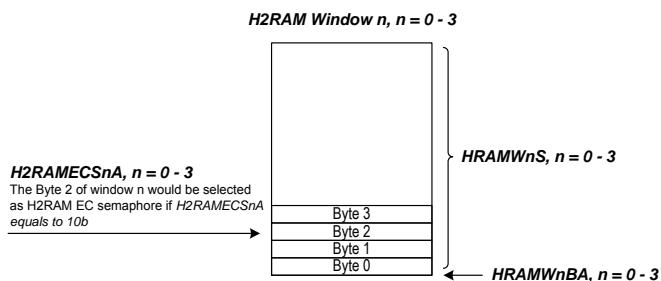 H2RAM Window n, n = 0 - 3
HRAMWnS, n = 0 - 3
H2RAMECSnA, n = 0 - 3
The Byte 2 of window n would be selected
as H2RAM EC semaphore if H2RAMECSnA
equals to 10b
Byte 3
Byte 2
Byte 1
Byte 0
HRAMWnBA, n = 0 - 3